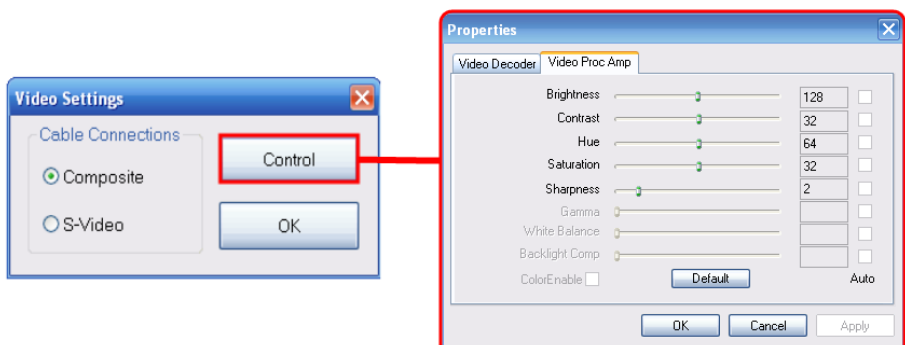 Video Settings
Cable Connections
Composite
S-Video
Control
OK
Properties
Video Decoder Video Proc Amp
Brightness 128
Contrast 32
Hue 64
Saturation 32
Sharpness 2
Gamma
White Balance
Backlight Comp
ColorEnable Default Auto
OK Cancel Apply